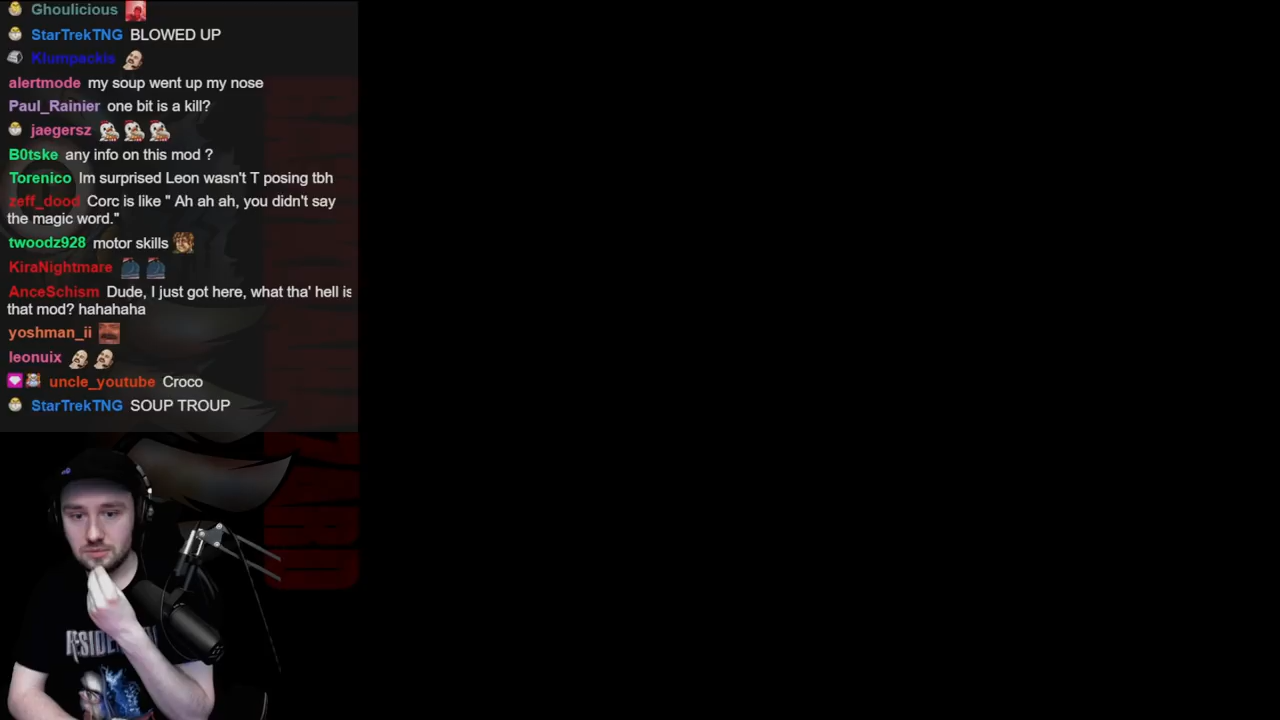 Ghoulicious
StarTrekTNG BLOWED UP
Klumpackis
alertmode my soup went up my nose
Paul_Rainier one bit is a kill?
jaegersz
B0tske any info on this mod ?
Torenico Im surprised Leon wasn't T posing tbh
zeff_dood Corc is like " Ah ah ah, you didn't say
the magic word."
twoodz928 motor skills
KiraNightmare
AnceSchism Dude, I just got here, what tha' hell is
that mod? hahahaha
yoshman_ii
leonuix
uncle_youtube Croco
StarTrekTNG SOUP TROUP